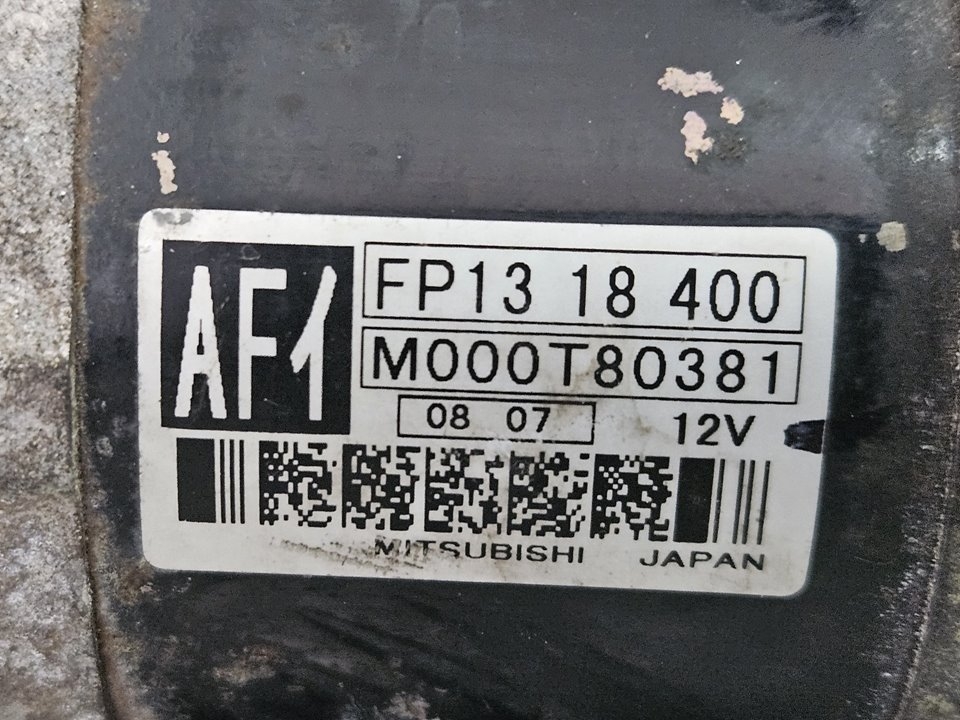 AF1
FP13 18 400
M000T80381
08 07
12V
MITSUBISHI JAPAN